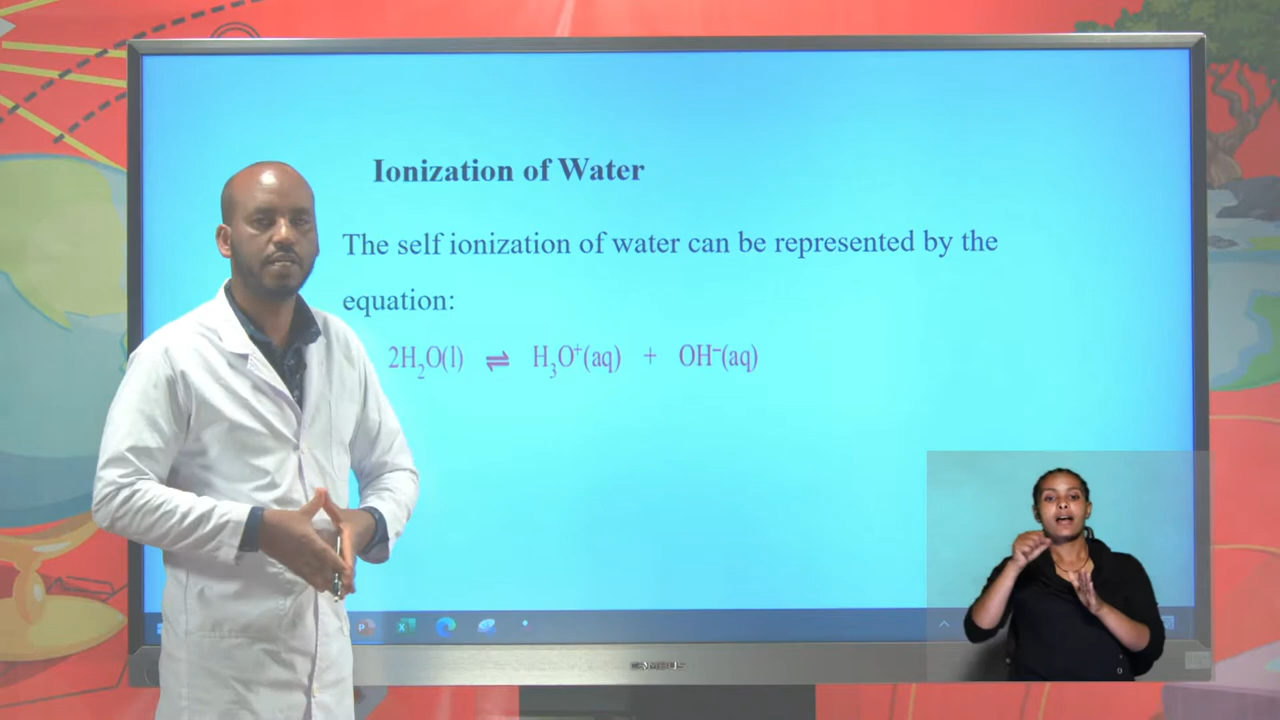 Ionization of Water
The self ionization of water can be represented by the
equation:
2H₂O(l) ⇌ H₃O⁺(aq) + OH⁻(aq)